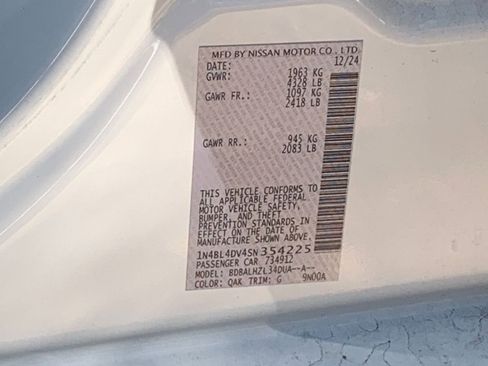 MFD BY NISSAN MOTOR CO., LTD.
DATE: 12/24
GVWR: 1963 KG
4328 LB
GAWR FR.: 1097 KG
2418 LB
GAWR RR.: 945 KG
2083 LB
THIS VEHICLE CONFORMS TO
ALL APPLICABLE FEDERAL
MOTOR VEHICLE SAFETY,
BUMPER, AND THEFT
PREVENTION STANDARDS IN
EFFECT ON THE DATE OF
MANUFACTURE SHOWN ABOVE.
1N4BL4DV4SN354225
PASSENGER CAR 734912
MODEL: BDBALHZL34DUA--A--
COLOR: QAK TRIM: G 9N00A